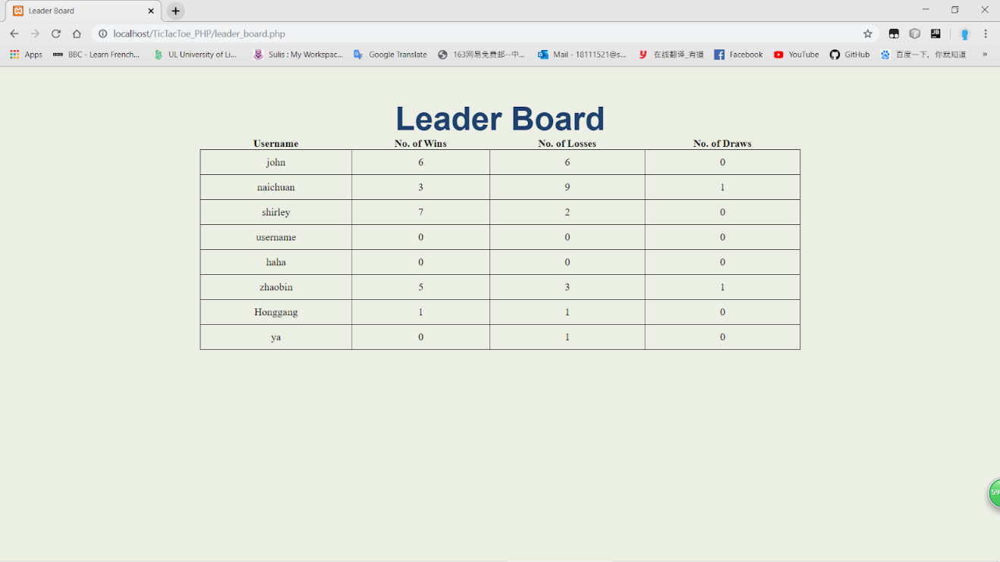 Leader Board
localhost/TicTacToe_PHP/leader_board.php
Apps BBC - Learn French... UL University of Li... Sulis : My Workspac... Google Translate 163网易免费邮--中... Mail - 18111521@s... 在线翻译_有道 Facebook YouTube GitHub 百度一下，你就知道 »
Leader Board
Username No. of Wins No. of Losses No. of Draws
john 6 6 0
naichuan 3 9 1
shirley 7 2 0
username 0 0 0
haha 0 0 0
zhaobin 5 3 1
Honggang 1 1 0
ya 0 1 0
59